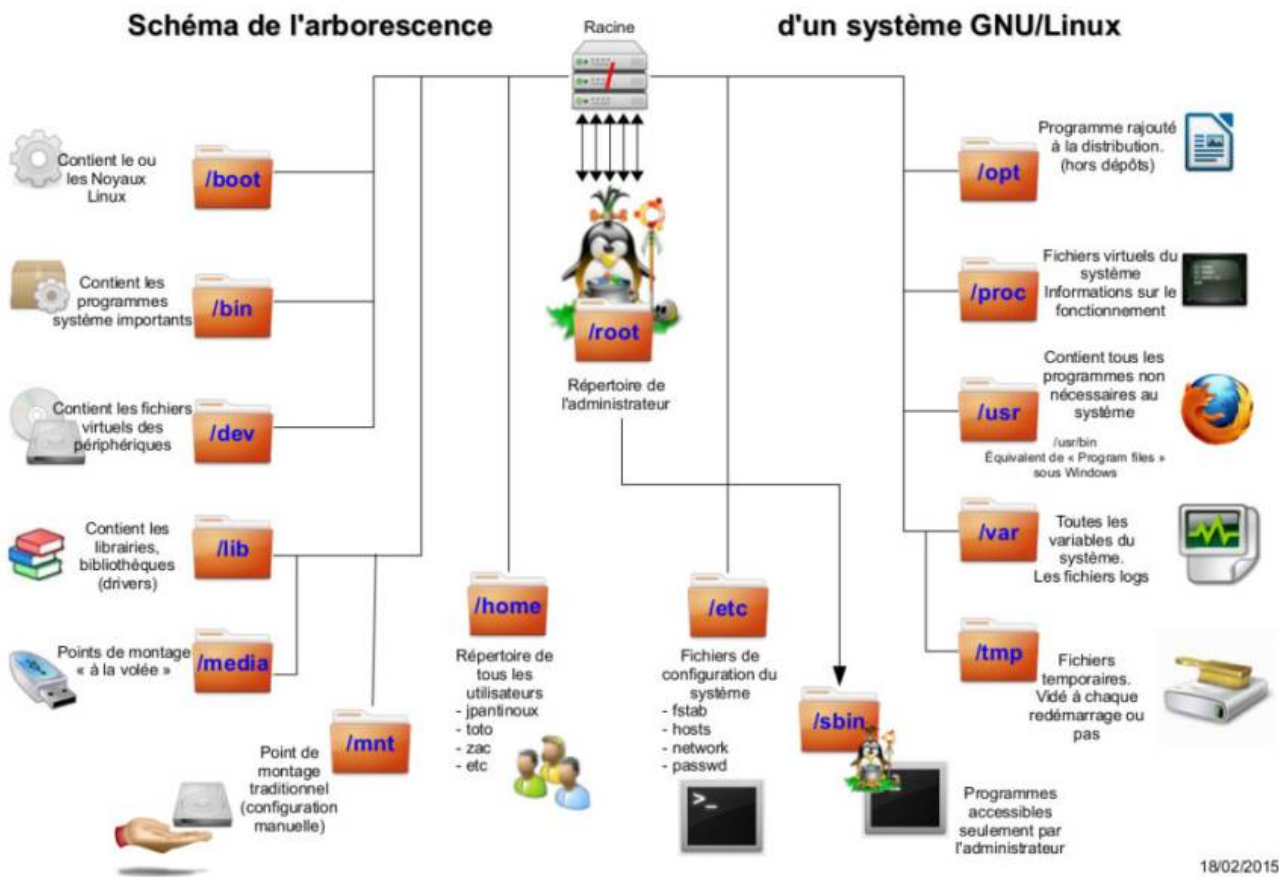 Schéma de l'arborescence
d'un système GNU/Linux
Racine
/
Contient le ou
les Noyaux
Linux
/boot
Contient les
programmes
système importants
/bin
Contient les fichiers
virtuels des
périphériques
/dev
Contient les
librairies,
bibliothèques
(drivers)
/lib
Points de montage
« à la volée »
/media
Point de
montage
traditionnel
(configuration
manuelle)
/mnt
/root
Répertoire de
l'administrateur
/home
Répertoire de
tous les
utilisateurs
- jpantinoux
- toto
- zac
- etc
/etc
Fichiers de
configuration du
système
- fstab
- hosts
- network
- passwd
>_
/sbin
Programmes
accessibles
seulement par
l'administrateur
/opt
Programme rajouté
à la distribution.
(hors dépôts)
/proc
Fichiers virtuels du
système
Informations sur le
fonctionnement
/usr
Contient tous les
programmes non
nécessaires au
système
/usr/bin
Équivalent de « Program files »
sous Windows
/var
Toutes les
variables du
système.
Les fichiers logs
/tmp
Fichiers
temporaires.
Vidé à chaque
redémarrage ou
pas
18/02/2015